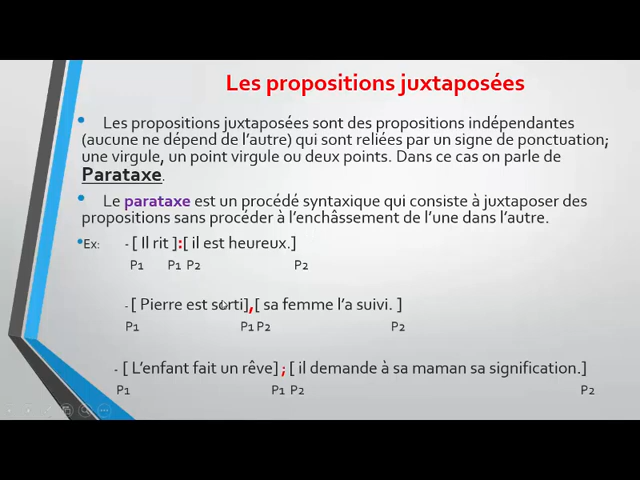 Les propositions juxtaposées
• Les propositions juxtaposées sont des propositions indépendantes
(aucune ne dépend de l'autre) qui sont reliées par un signe de ponctuation;
une virgule, un point virgule ou deux points. Dans ce cas on parle de
Parataxe.
• Le parataxe est un procédé syntaxique qui consiste à juxtaposer des
propositions sans procéder à l'enchâssement de l'une dans l'autre.
•Ex: - [ Il rit ]:[ il est heureux.]
P1 P1 P2 P2
- [ Pierre est sorti],[ sa femme l'a suivi. ]
P1 P1 P2 P2
- [ L'enfant fait un rêve] ; [ il demande à sa maman sa signification.]
P1 P1 P2 P2